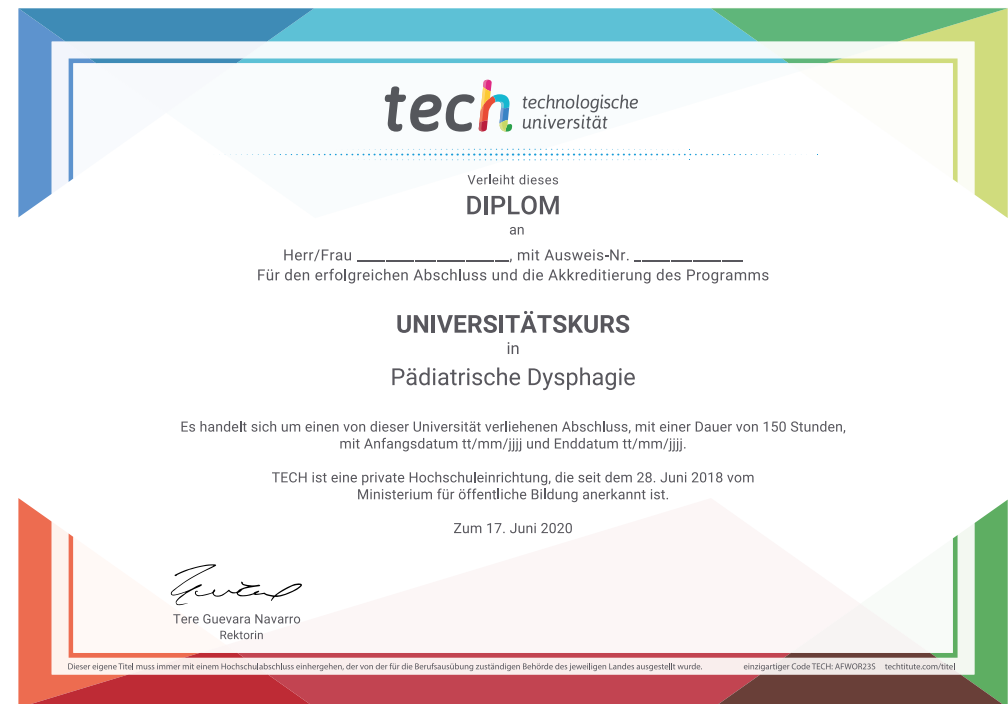 tech technologische
universität
Verleiht dieses
DIPLOM
an
Herr/Frau ____________________, mit Ausweis-Nr. ______________
Für den erfolgreichen Abschluss und die Akkreditierung des Programms
UNIVERSITÄTSKURS
in
Pädiatrische Dysphagie
Es handelt sich um einen von dieser Universität verliehenen Abschluss, mit einer Dauer von 150 Stunden,
mit Anfangsdatum tt/mm/jjjj und Enddatum tt/mm/jjjj.
TECH ist eine private Hochschuleinrichtung, die seit dem 28. Juni 2018 vom
Ministerium für öffentliche Bildung anerkannt ist.
Zum 17. Juni 2020
Tere Guevara Navarro
Rektorin
Dieser eigene Titel muss immer mit einem Hochschulabschluss einhergehen, der von der für die Berufsausübung zuständigen Behörde des jeweiligen Landes ausgestellt wurde. einzigartiger Code TECH: AFWOR23S techtitute.com/titel